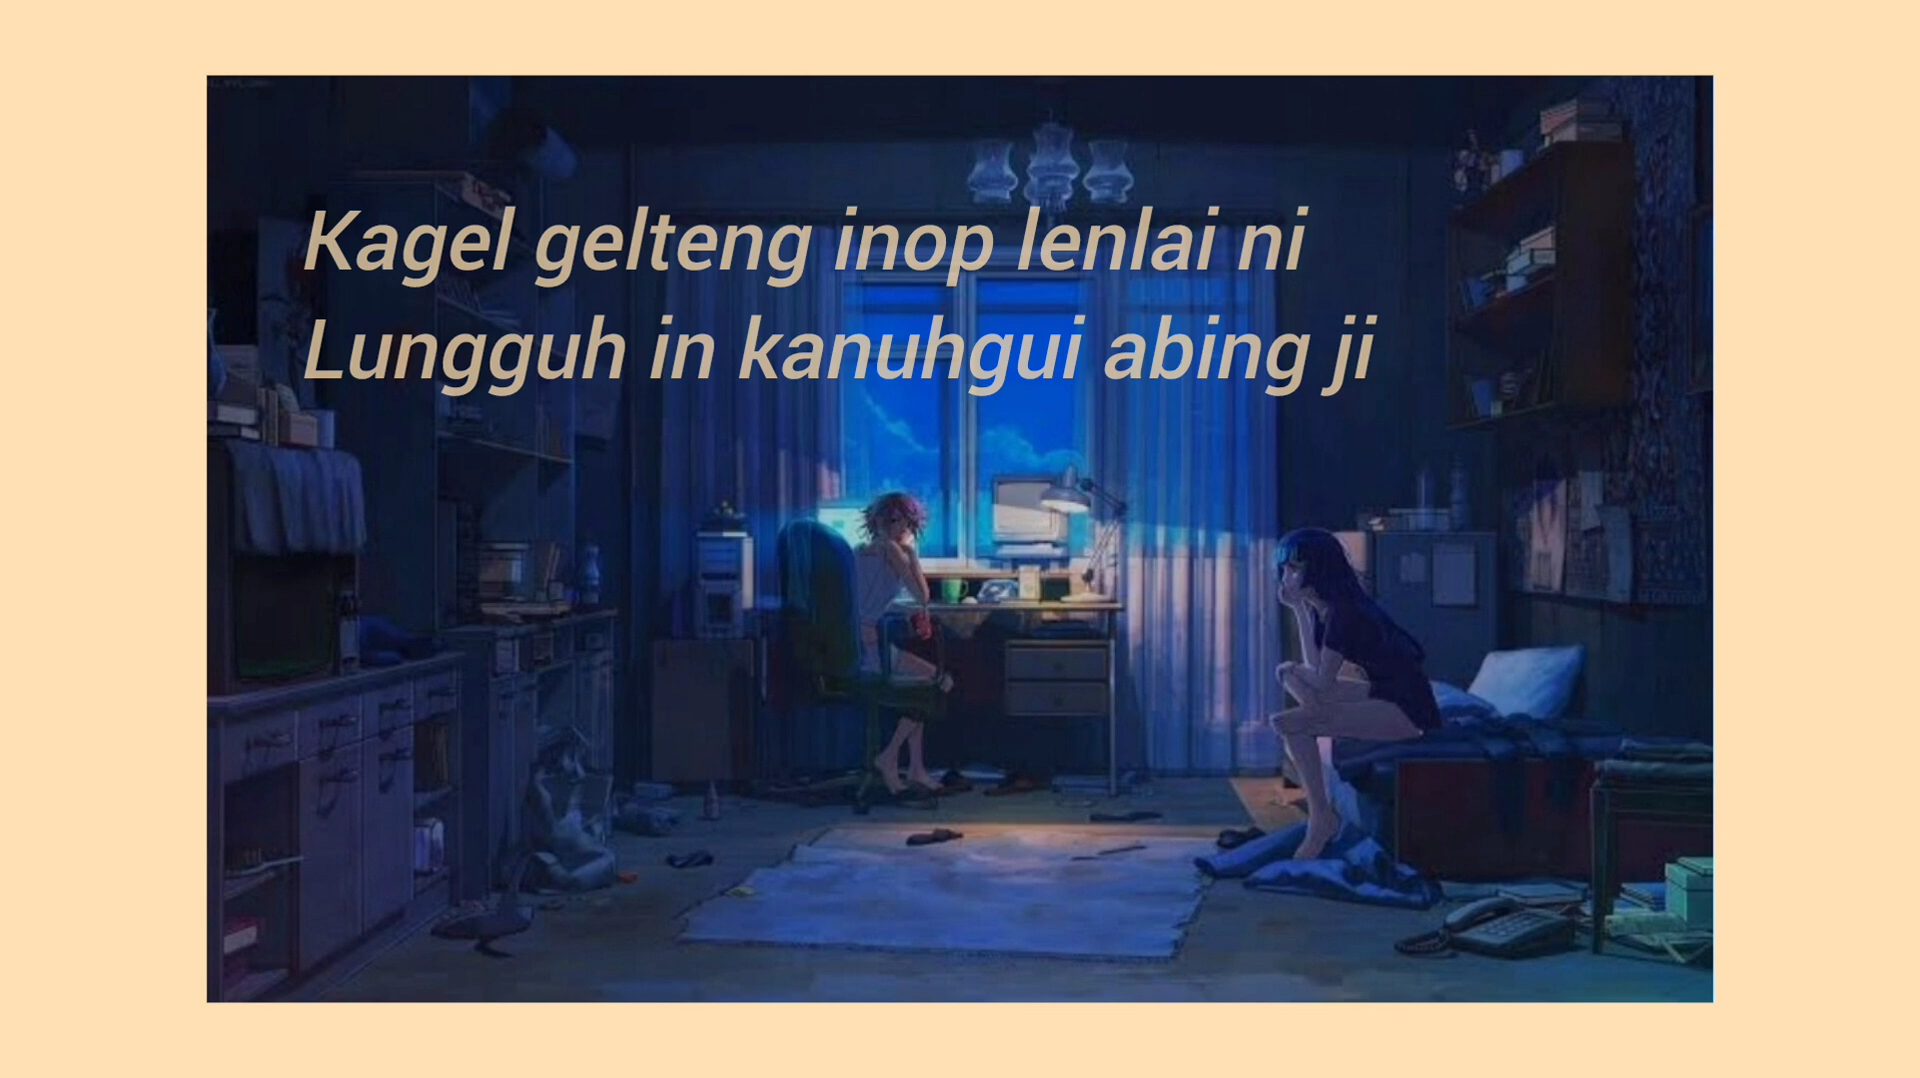 Kagel gelteng inop lenlai ni
Lungguh in kanuhgui abing ji